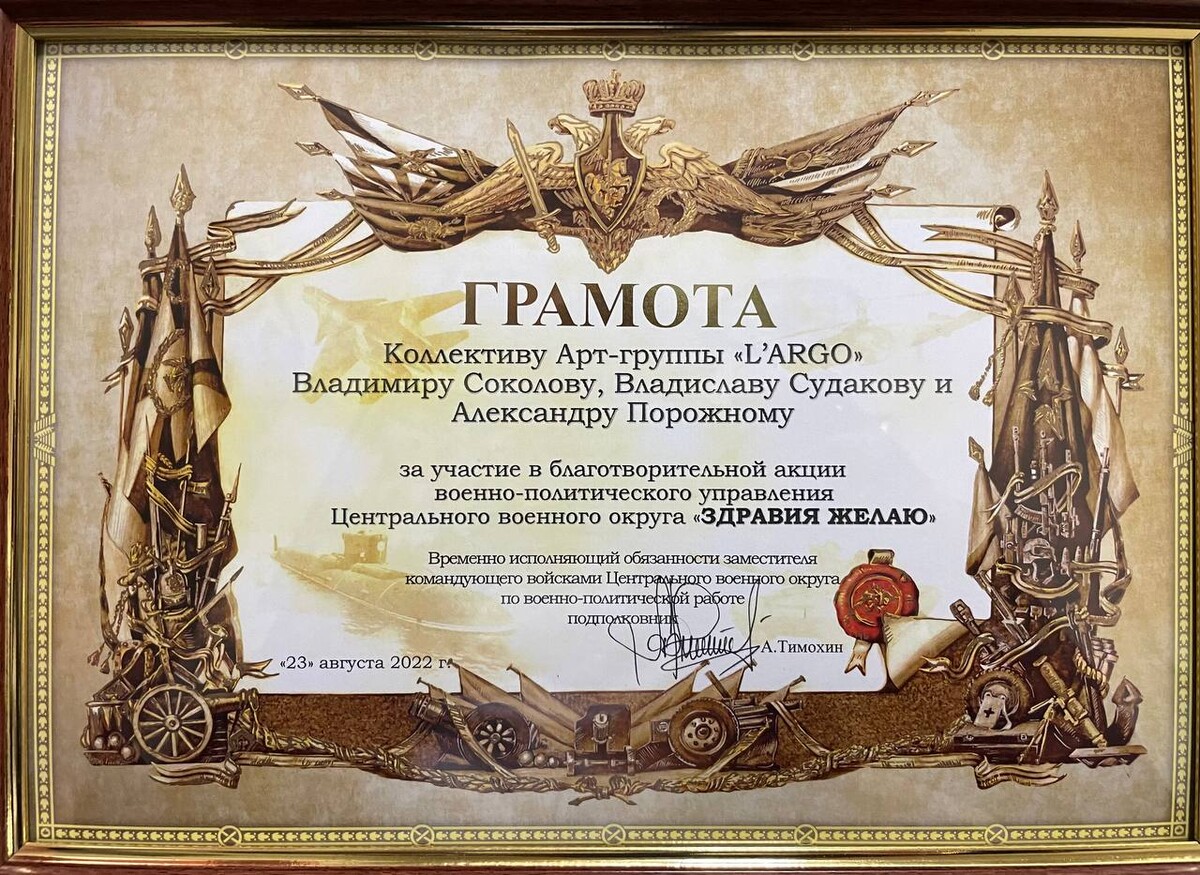 ГРАМОТА
Коллективу Арт-группы «L'ARGO»
Владимиру Соколову, Владиславу Судакову и
Александру Порожному
за участие в благотворительной акции
военно-политического управления
Центрального военного округа «ЗДРАВИЯ ЖЕЛАЮ»
Временно исполняющий обязанности заместителя
командующего войсками Центрального военного округа
по военно-политической работе
подполковник
А.Тимохин
«23» августа 2022 г.